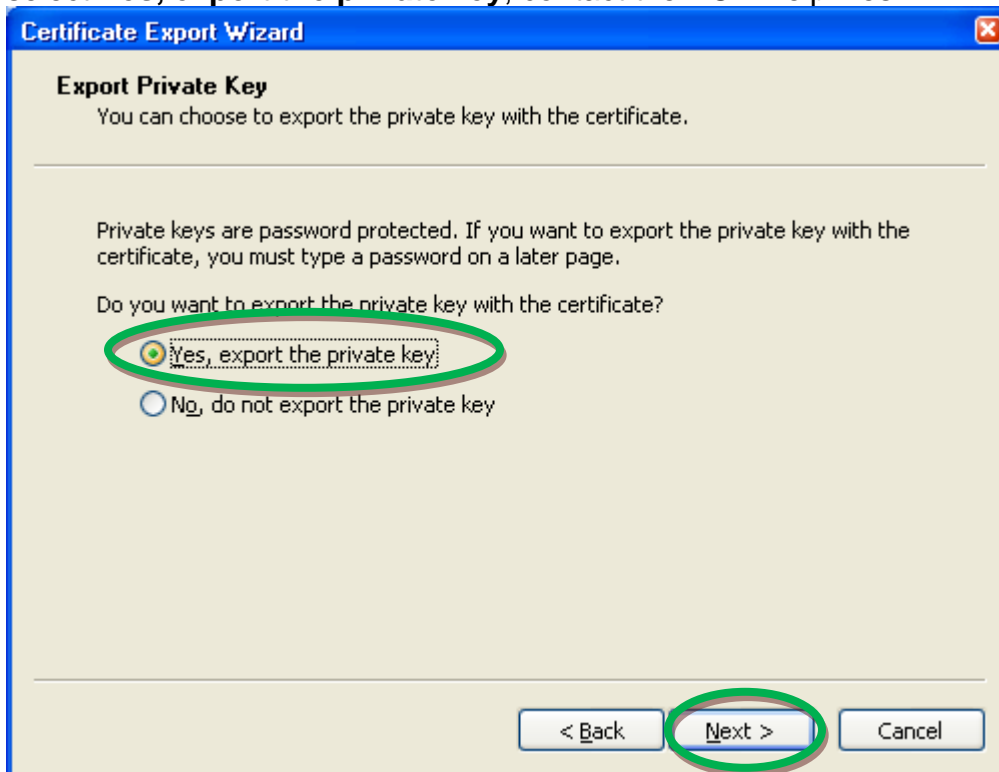 Certificate Export Wizard
Export Private Key
You can choose to export the private key with the certificate.
Private keys are password protected. If you want to export the private key with the
certificate, you must type a password on a later page.
Do you want to export the private key with the certificate?
Yes, export the private key
No, do not export the private key
< Back Next > Cancel